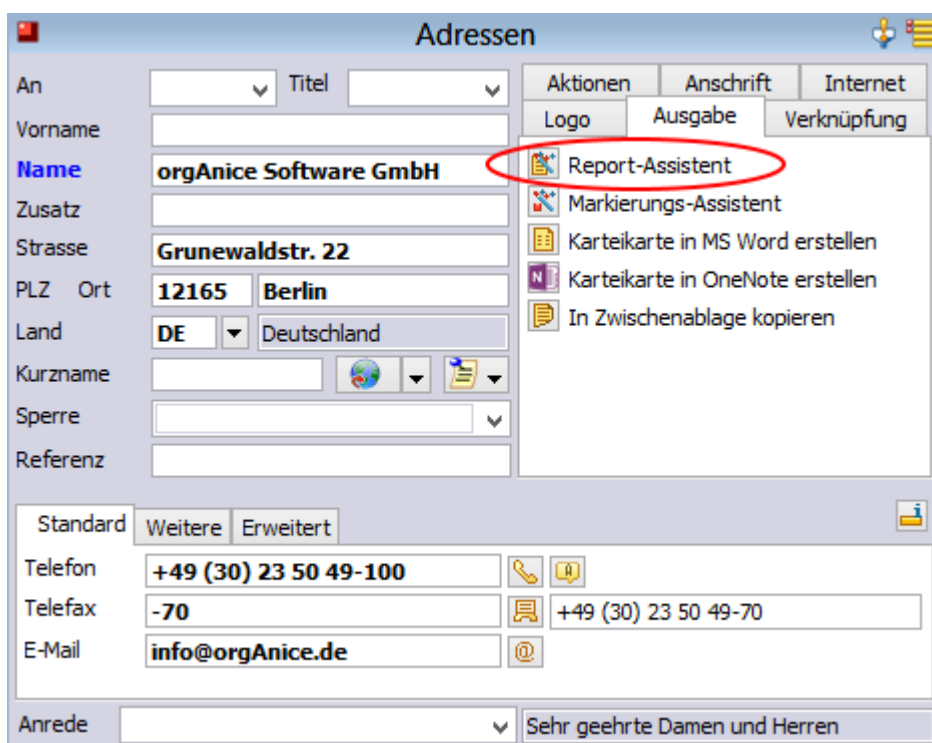 Adressen
An
Titel
Vorname
Name orgAnice Software GmbH
Zusatz
Strasse Grunewaldstr. 22
PLZ Ort 12165 Berlin
Land DE Deutschland
Kurzname
Sperre
Referenz
Aktionen Anschrift Internet
Logo Ausgabe Verknüpfung
Report-Assistent
Markierungs-Assistent
Karteikarte in MS Word erstellen
Karteikarte in OneNote erstellen
In Zwischenablage kopieren
Standard Weitere Erweitert
Telefon +49 (30) 23 50 49-100
Telefax -70 +49 (30) 23 50 49-70
E-Mail info@orgAnice.de
Anrede Sehr geehrte Damen und Herren